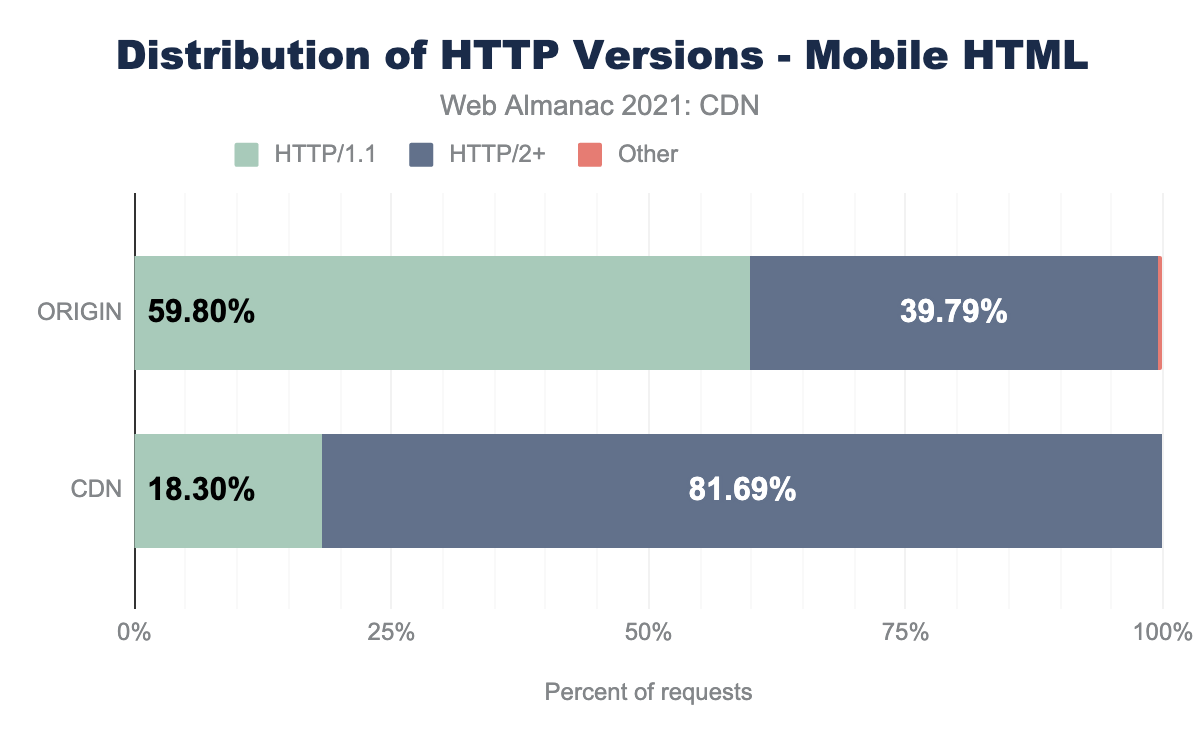 Distribution of HTTP Versions - Mobile HTML
Web Almanac 2021: CDN
HTTP/1.1 HTTP/2+ Other
ORIGIN 59.80% 39.79%
CDN 18.30% 81.69%
0% 25% 50% 75% 100%
Percent of requests